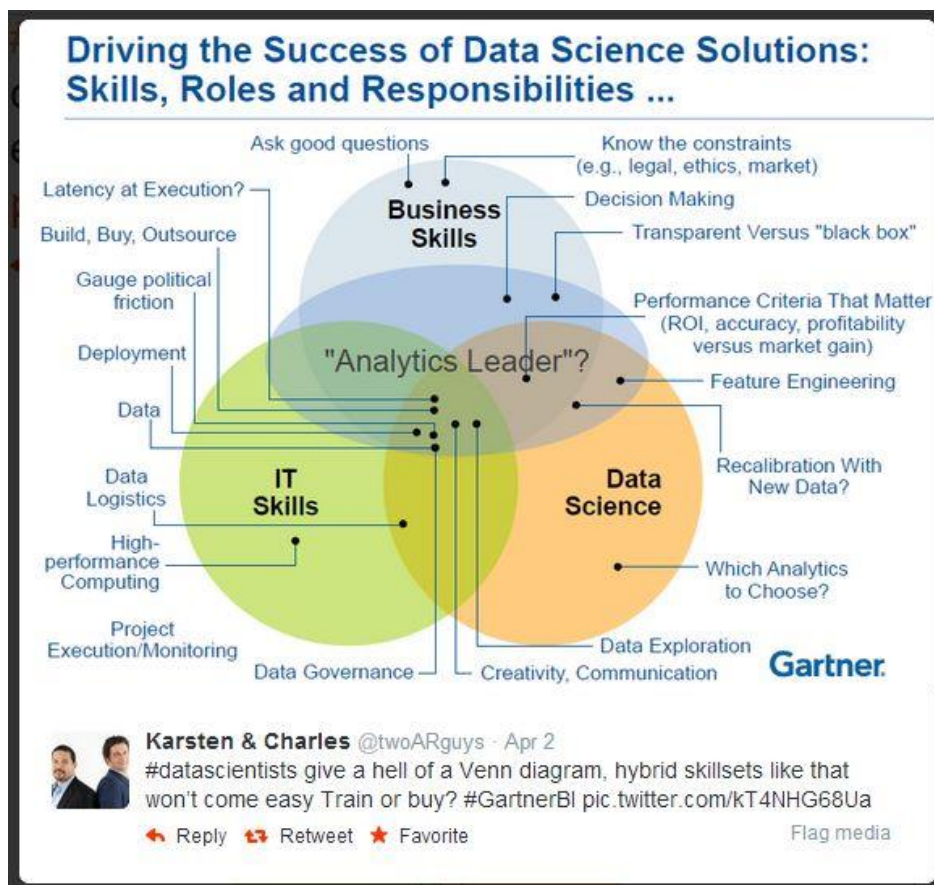 Driving the Success of Data Science Solutions:
Skills, Roles and Responsibilities ...
Ask good questions
Know the constraints
(e.g., legal, ethics, market)
Latency at Execution?
Decision Making
Business
Skills
Build, Buy, Outsource
Transparent Versus "black box"
Gauge political
friction
Performance Criteria That Matter
(ROI, accuracy, profitability
versus market gain)
Deployment
"Analytics Leader"?
Feature Engineering
Data
Data
Logistics
IT
Skills
Data
Science
Recalibration With
New Data?
High-
performance
Computing
Which Analytics
to Choose?
Project
Execution/Monitoring
Data Exploration
Data Governance
Creativity, Communication
Gartner.
Karsten & Charles @twoARguys · Apr 2
#datascientists give a hell of a Venn diagram, hybrid skillsets like that
won't come easy Train or buy? #GartnerBI pic.twitter.com/kT4NHG68Ua
Reply Retweet Favorite
Flag media